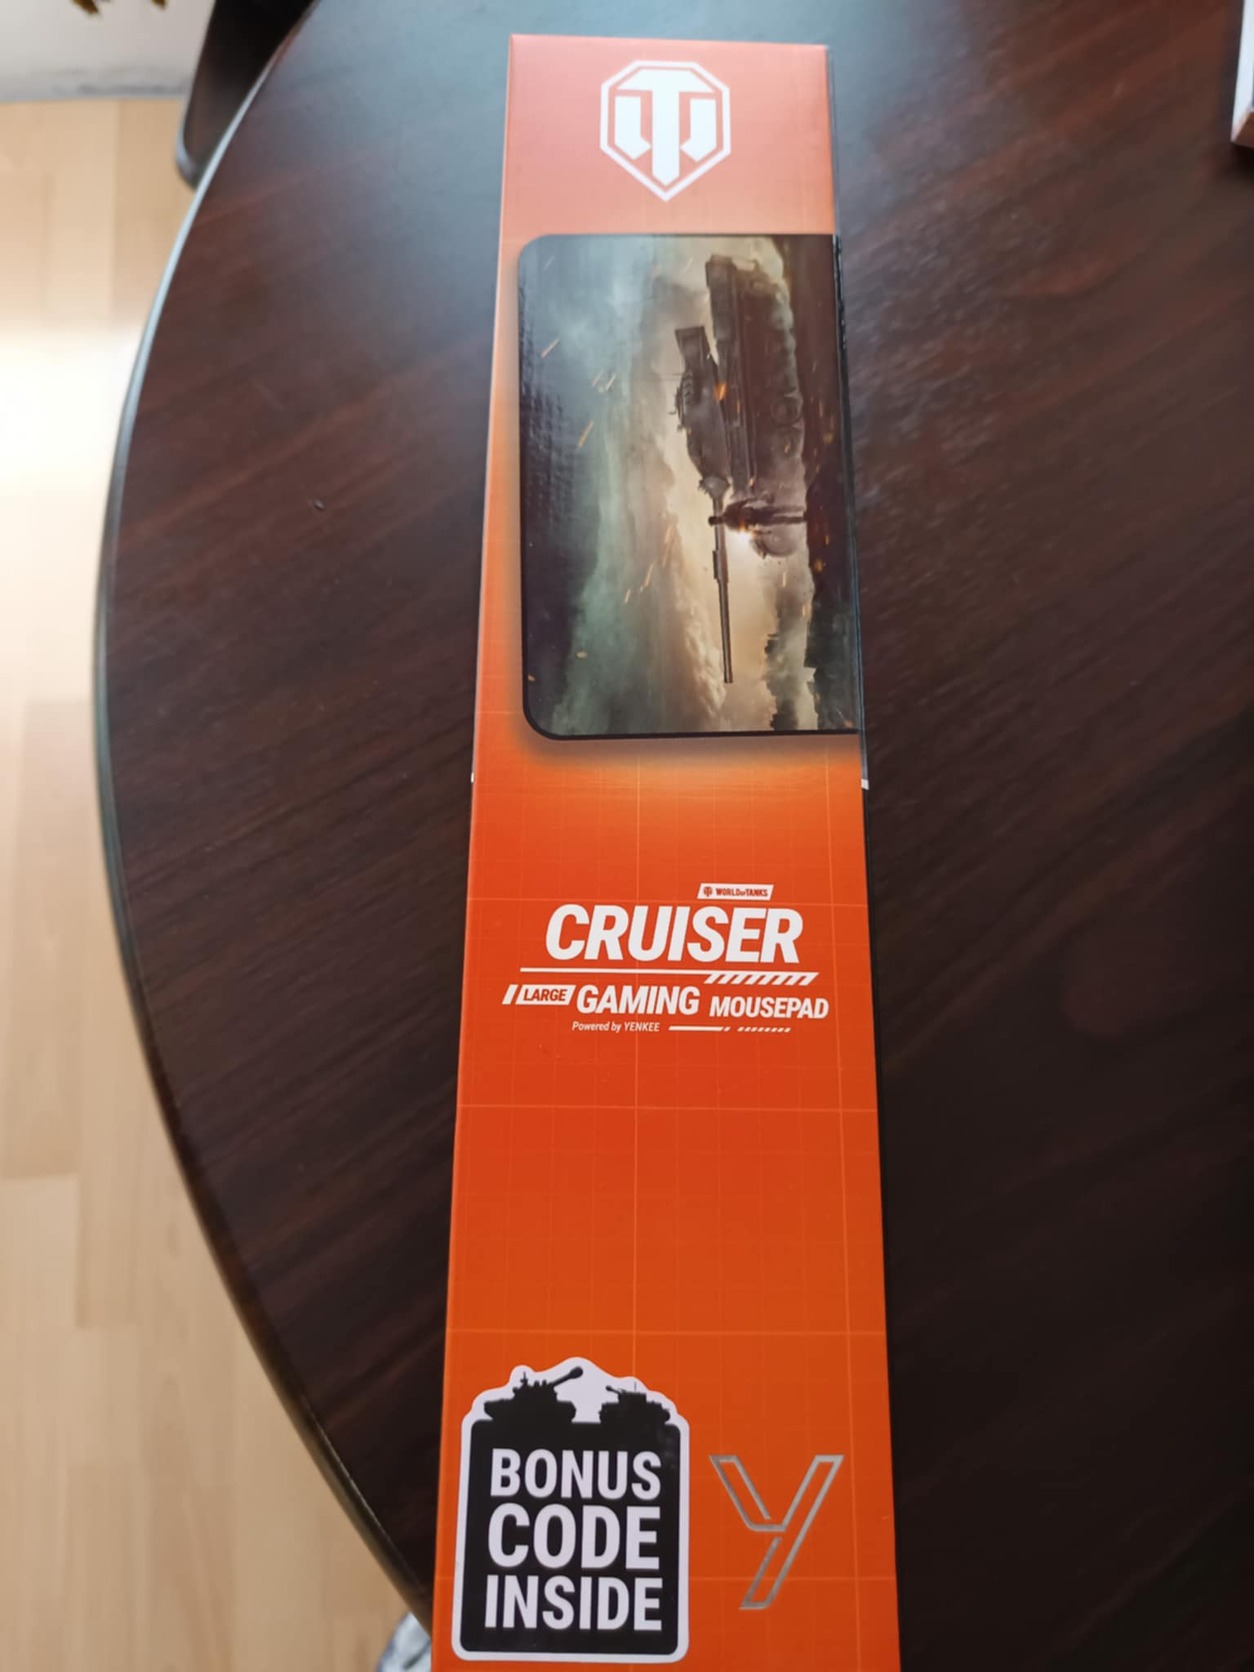 WORLD OF TANKS
CRUISER
LARGE GAMING MOUSEPAD
Powered by YENKEE
BONUS
CODE
INSIDE